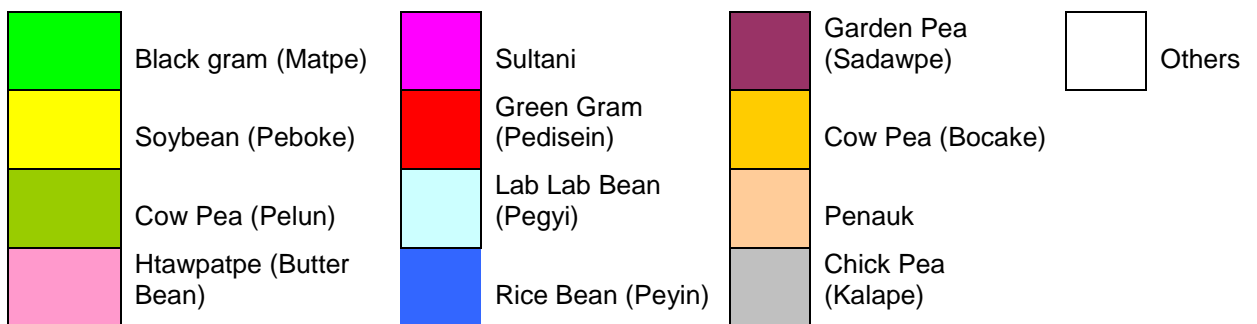 Black gram (Matpe)
Soybean (Peboke)
Cow Pea (Pelun)
Htawpatpe (Butter
Bean)
Sultani
Green Gram
(Pedisein)
Lab Lab Bean
(Pegyi)
Rice Bean (Peyin)
Garden Pea
(Sadawpe)
Cow Pea (Bocake)
Penauk
Chick Pea
(Kalape)
Others